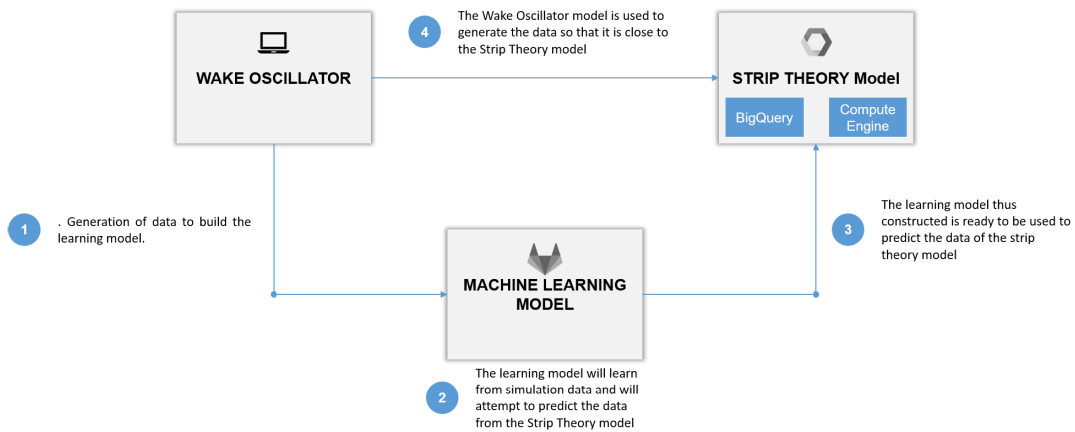 4
The Wake Oscillator model is used to
generate the data so that it is close to
the Strip Theory model
WAKE OSCILLATOR
STRIP THEORY Model
BigQuery
Compute
Engine
1
. Generation of data to build the
learning model.
The learning model thus
constructed is ready to be used to
predict the data of the strip
theory model
3
MACHINE LEARNING
MODEL
2
The learning model will learn
from simulation data and will
attempt to predict the data
from the Strip Theory model